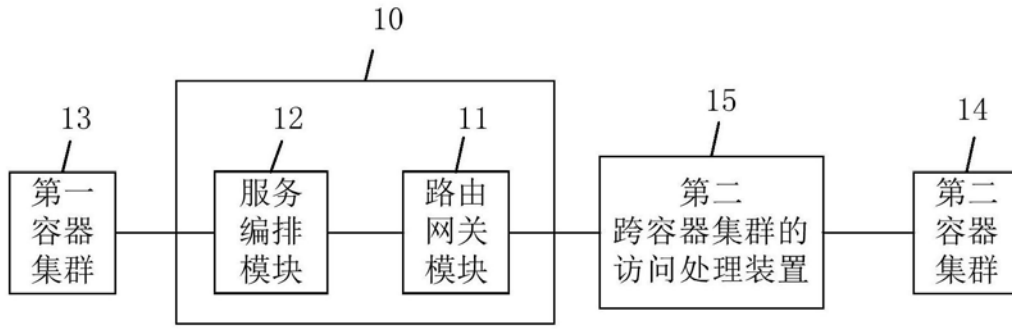 10
13
12
11
15
14
第一
容器
集群
服务
编排
模块
路由
网关
模块
第二
跨容器集群的
访问处理装置
第二
容器
集群